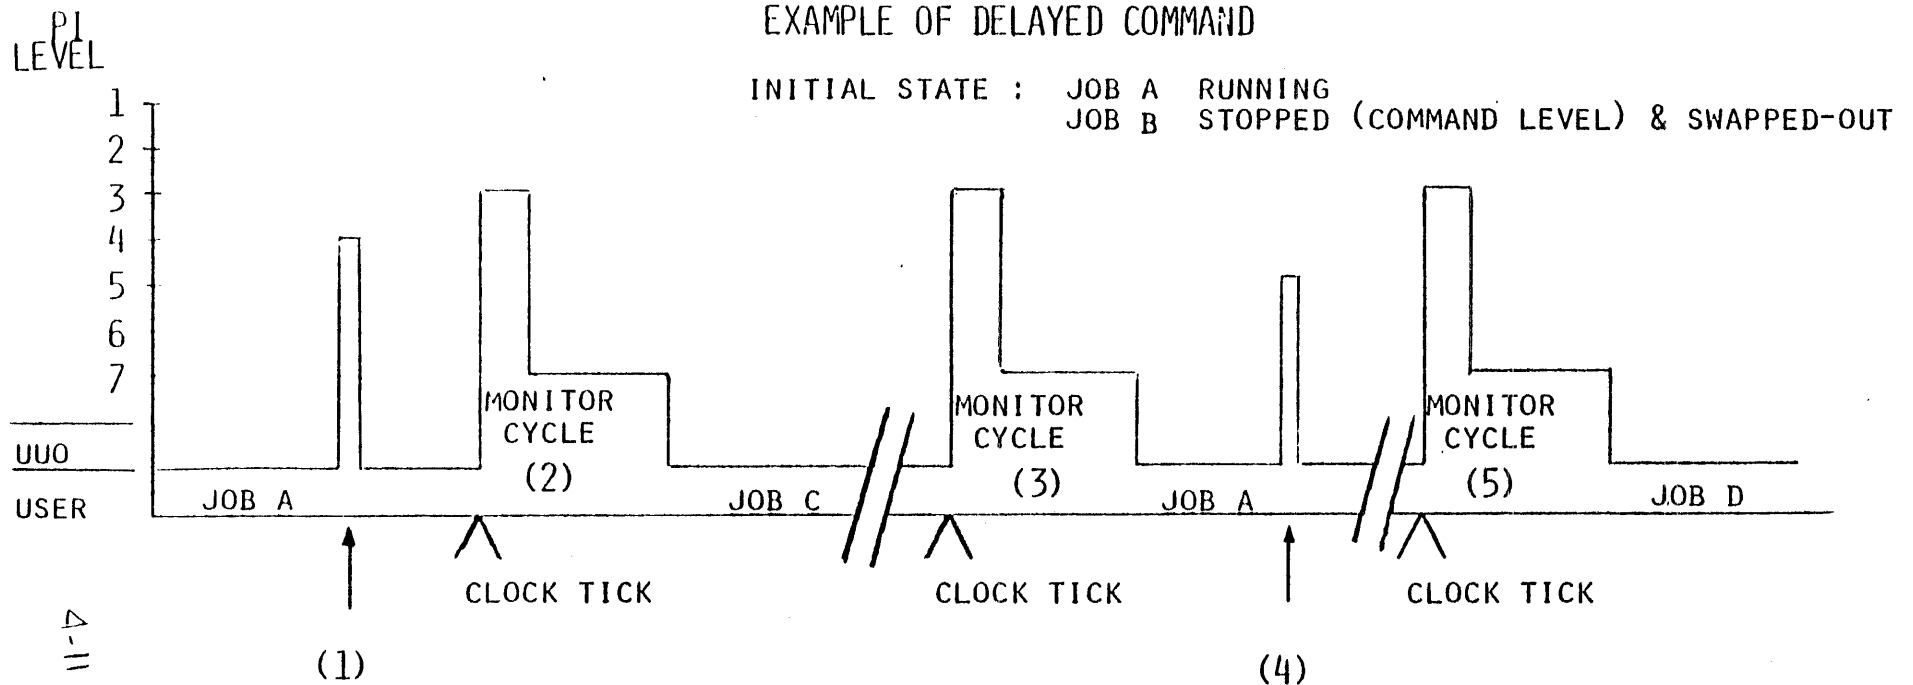 EXAMPLE OF DELAYED COMMAND
PI
LEVEL
INITIAL STATE : JOB A RUNNING
JOB B STOPPED (COMMAND LEVEL) & SWAPPED-OUT
1
2
3
4
5
6
7
UUO
USER
MONITOR
CYCLE
(2)
MONITOR
CYCLE
(3)
MONITOR
CYCLE
(5)
JOB A
JOB C
JOB A
JOB D
CLOCK TICK
CLOCK TICK
CLOCK TICK
(1)
(4)
4-11